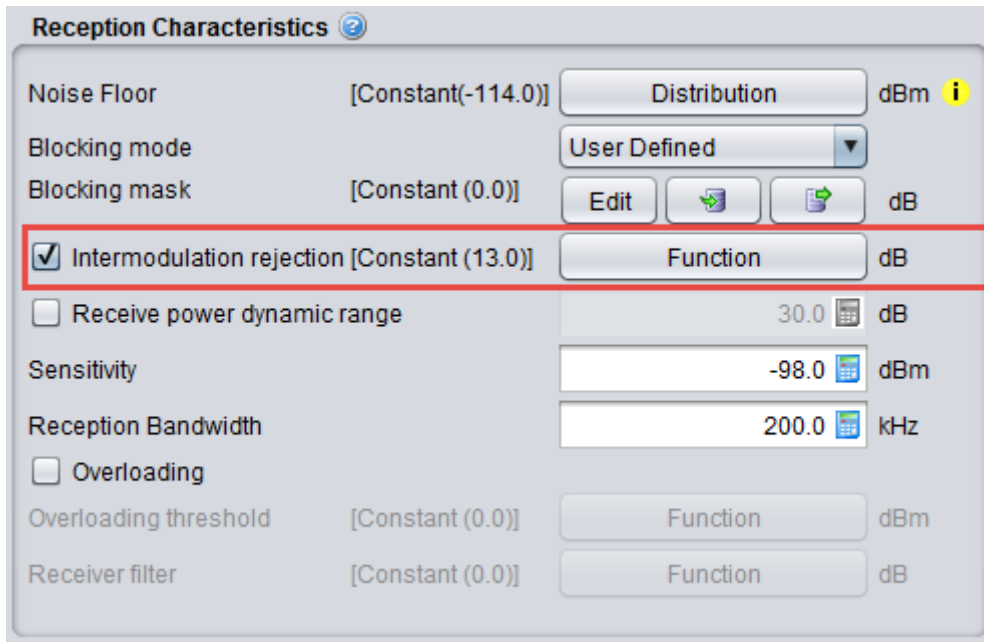 Reception Characteristics ?
Noise Floor [Constant(-114.0)] Distribution dBm i
Blocking mode User Defined
Blocking mask [Constant (0.0)] Edit dB
Intermodulation rejection [Constant (13.0)] Function dB
Receive power dynamic range 30.0 dB
Sensitivity -98.0 dBm
Reception Bandwidth 200.0 kHz
Overloading
Overloading threshold [Constant (0.0)] Function dBm
Receiver filter [Constant (0.0)] Function dB